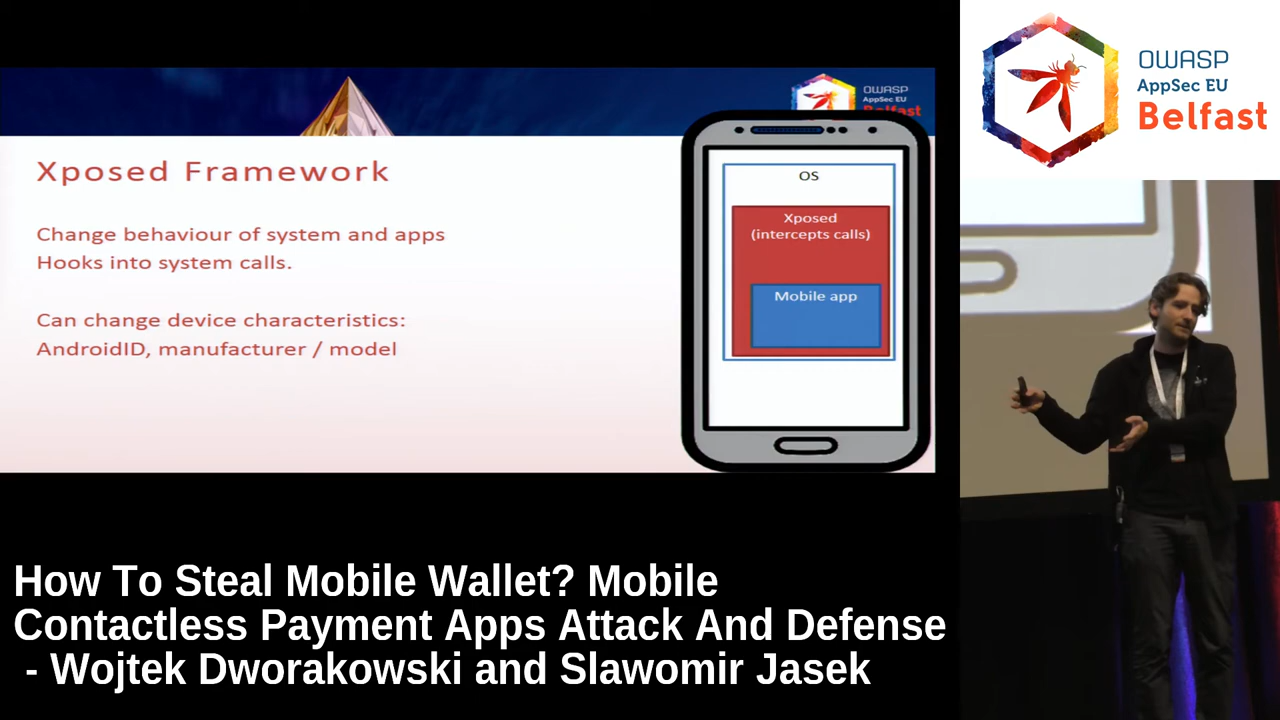 OWASP
AppSec EU
Belfast
Xposed Framework
Change behaviour of system and apps
Hooks into system calls.
Can change device characteristics:
AndroidID, manufacturer / model
OS
Xposed
(intercepts calls)
Mobile app
OWASP
AppSec EU
Belfast
How To Steal Mobile Wallet? Mobile
Contactless Payment Apps Attack And Defense
- Wojtek Dworakowski and Slawomir Jasek